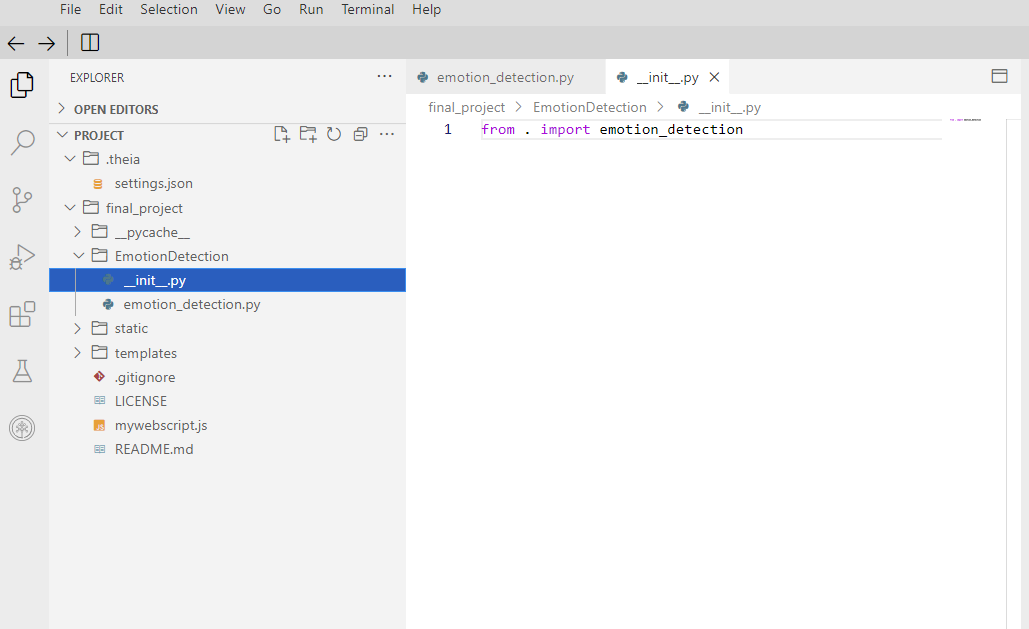 File Edit Selection View Go Run Terminal Help
EXPLORER
OPEN EDITORS
PROJECT
.theia
settings.json
final_project
__pycache__
EmotionDetection
__init__.py
emotion_detection.py
static
templates
.gitignore
LICENSE
mywebscript.js
README.md
emotion_detection.py __init__.py
final_project EmotionDetection __init__.py
1 from . import emotion_detection